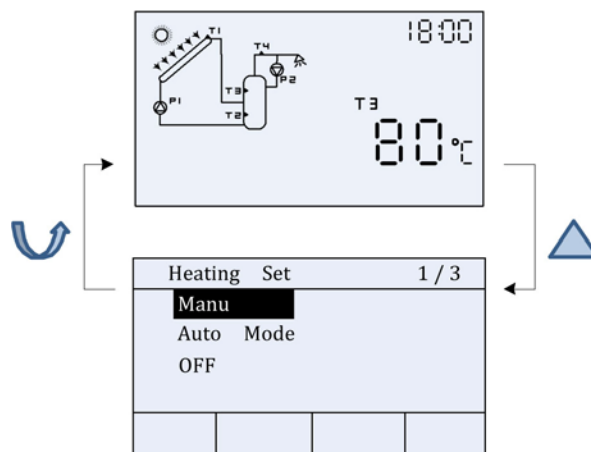 18:00
T1
T4
P2
T3
P1
T2
T3
80℃
Heating Set 1/3
Manu
Auto Mode
OFF